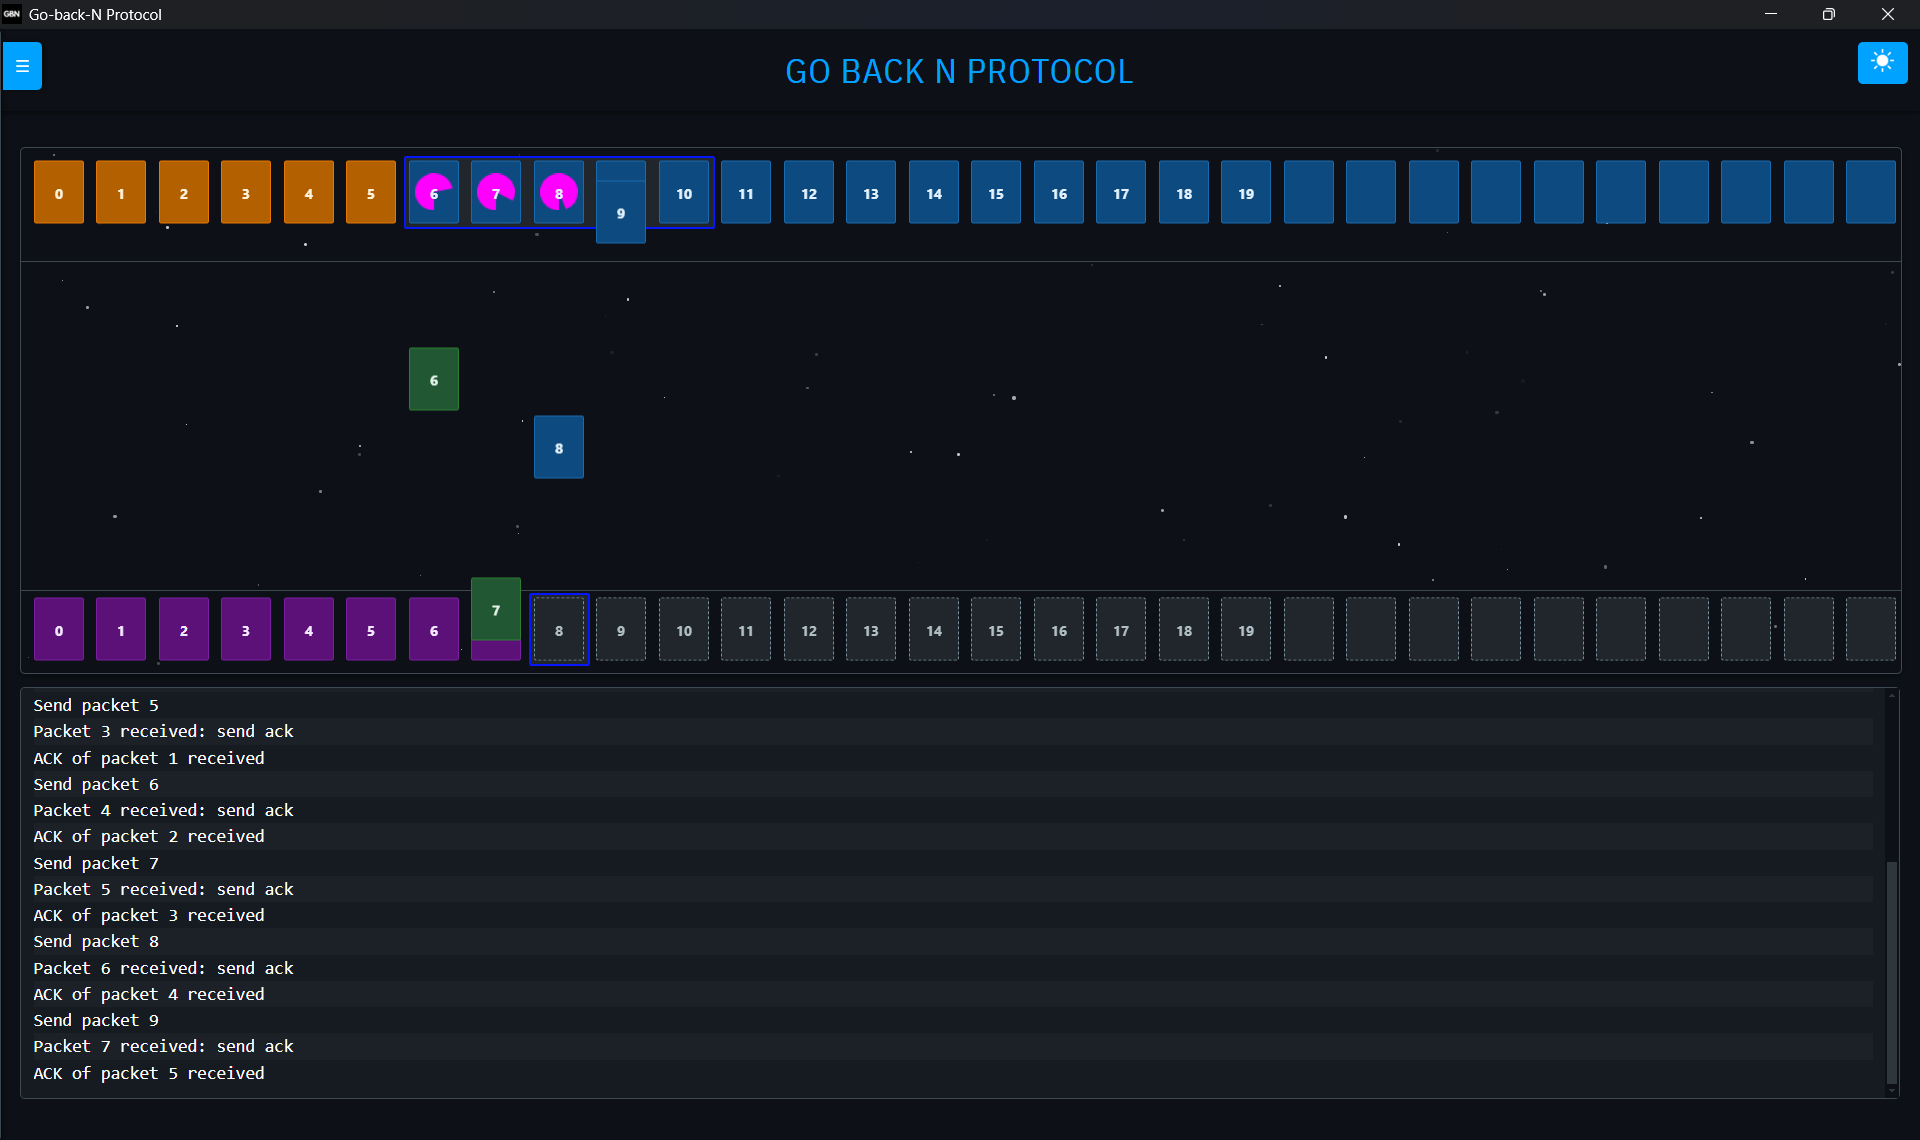 GBN Go-back-N Protocol
☰
GO BACK N PROTOCOL
0 1 2 3 4 5 6 7 8 9 10 11 12 13 14 15 16 17 18 19
6
8
7
0 1 2 3 4 5 6 8 9 10 11 12 13 14 15 16 17 18 19
Send packet 5
Packet 3 received: send ack
ACK of packet 1 received
Send packet 6
Packet 4 received: send ack
ACK of packet 2 received
Send packet 7
Packet 5 received: send ack
ACK of packet 3 received
Send packet 8
Packet 6 received: send ack
ACK of packet 4 received
Send packet 9
Packet 7 received: send ack
ACK of packet 5 received